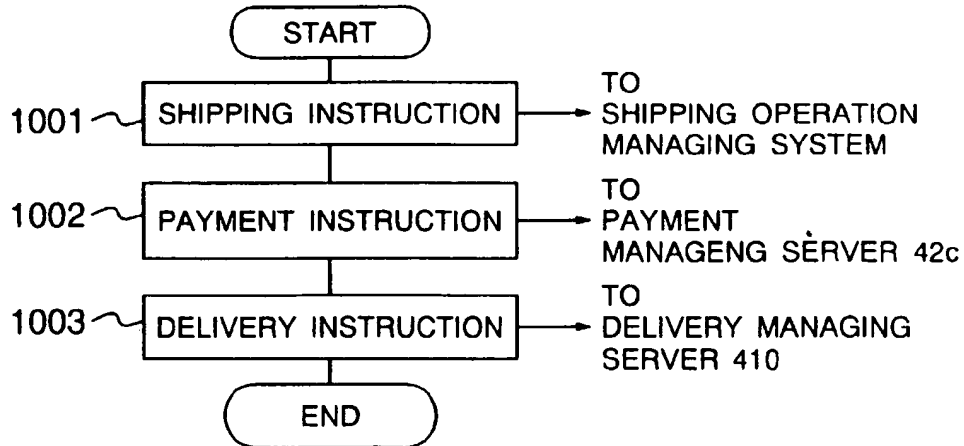 START
1001
SHIPPING INSTRUCTION
TO
SHIPPING OPERATION
MANAGING SYSTEM
1002
PAYMENT INSTRUCTION
TO
PAYMENT
MANAGENG SERVER 42c
1003
DELIVERY INSTRUCTION
TO
DELIVERY MANAGING
SERVER 410
END